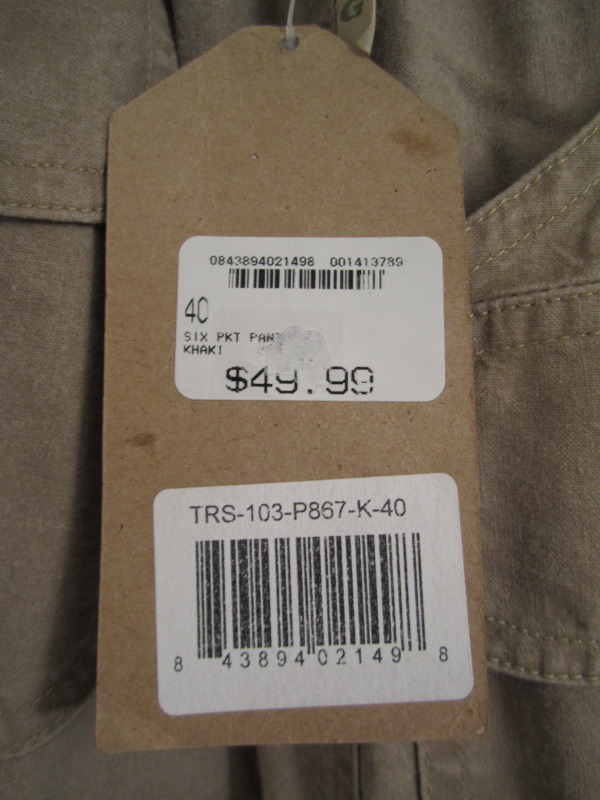 G
0843894021498 001413789
40
SIX PKT PANT
KHAKI
$49.99
TRS-103-P867-K-40
8 43894 02149 8